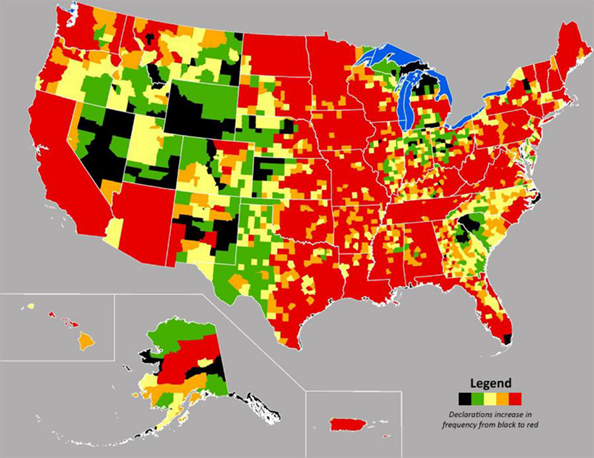 Legend
Declarations increase in
frequency from black to red